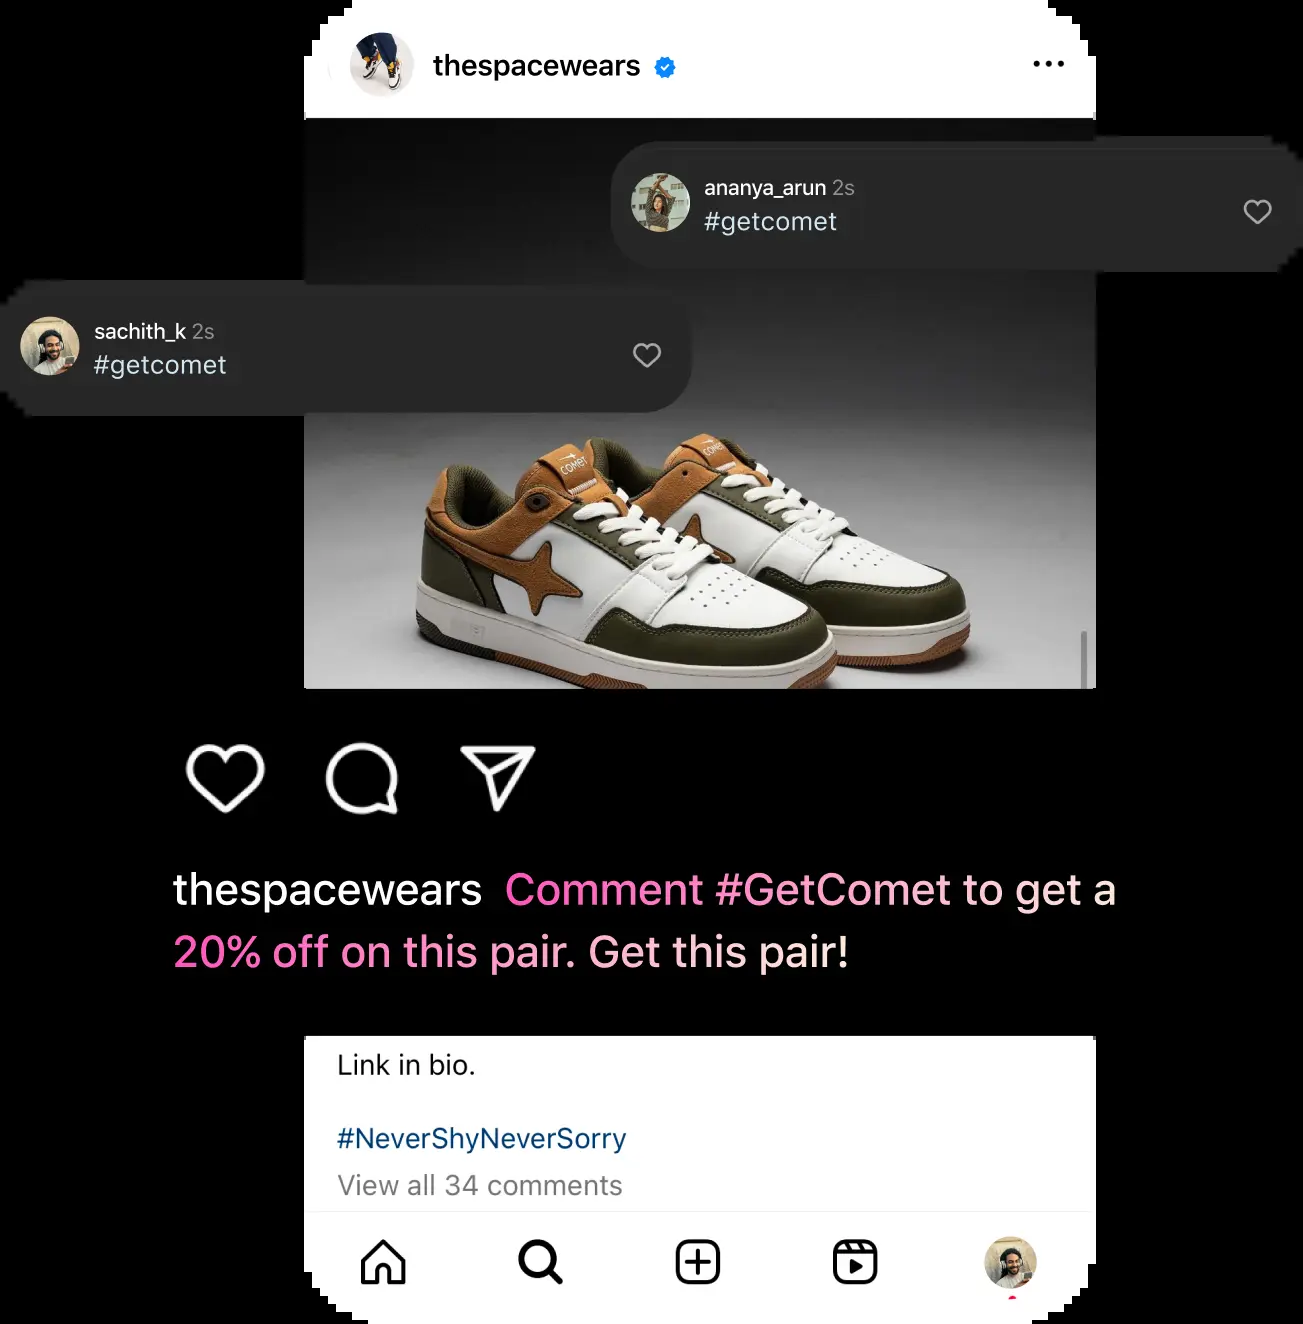 thespacewears
ananya_arun 2s
#getcomet
sachith_k 2s
#getcomet
COMET
COMET
thespacewears Comment #GetComet to get a
20% off on this pair. Get this pair!
Link in bio.
#NeverShyNeverSorry
View all 34 comments